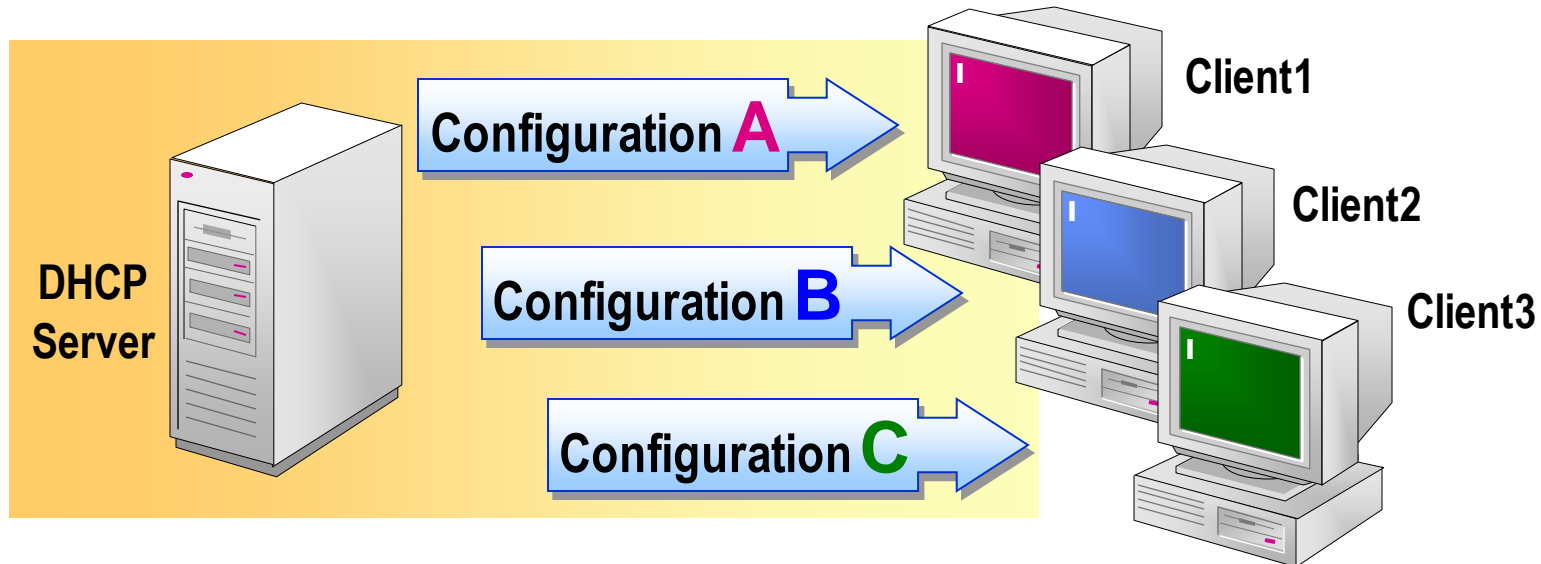 DHCP
Server
Configuration A
Configuration B
Configuration C
Client1
Client2
Client3